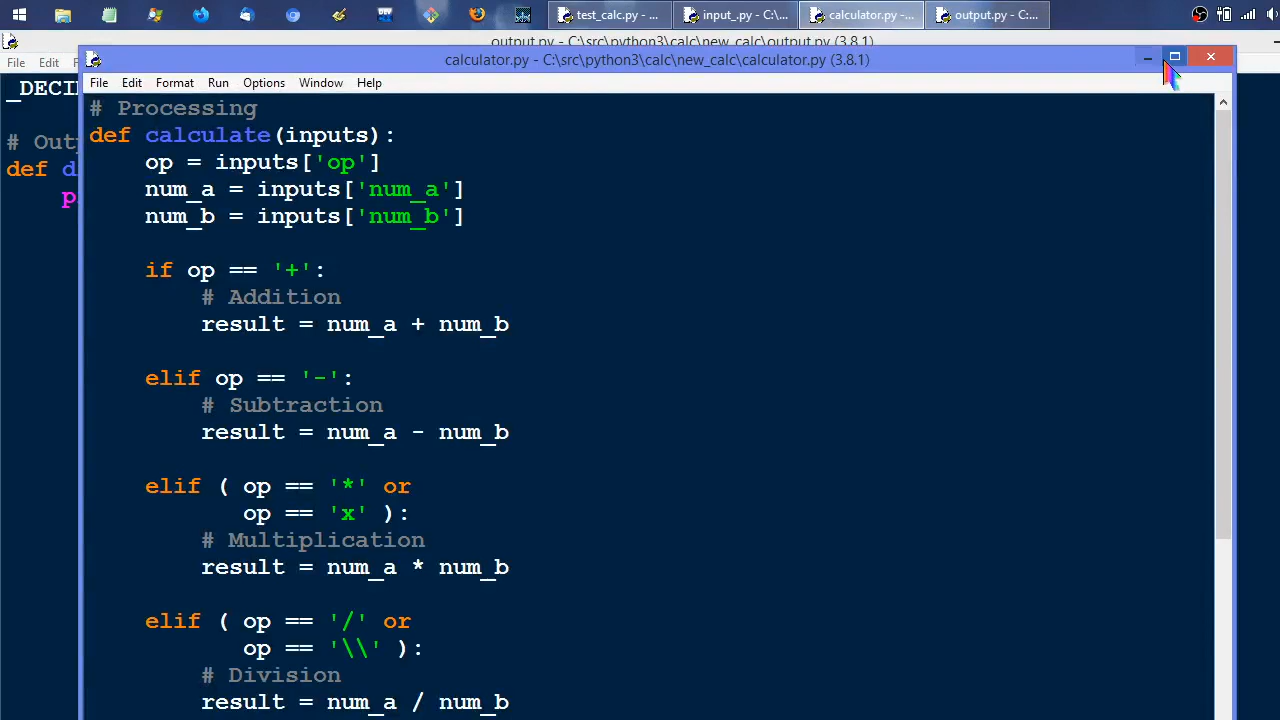 test_calc.py - ...
input_.py - C:\...
calculator.py -...
output.py - C:...
output.py - C:\src\python3\calc\new_calc\output.py (3.8.1)
calculator.py - C:\src\python3\calc\new_calc\calculator.py (3.8.1)
File Ed
File Edit Format Run Options Window Help
_DECI
# Out
def d
p
# Processing
def calculate(inputs):
op = inputs['op']
num_a = inputs['num_a']
num_b = inputs['num_b']
if op == '+':
# Addition
result = num_a + num_b
elif op == '-':
# Subtraction
result = num_a - num_b
elif ( op == '*' or
op == 'x' ):
# Multiplication
result = num_a * num_b
elif ( op == '/' or
op == '\\' ):
# Division
result = num_a / num_b